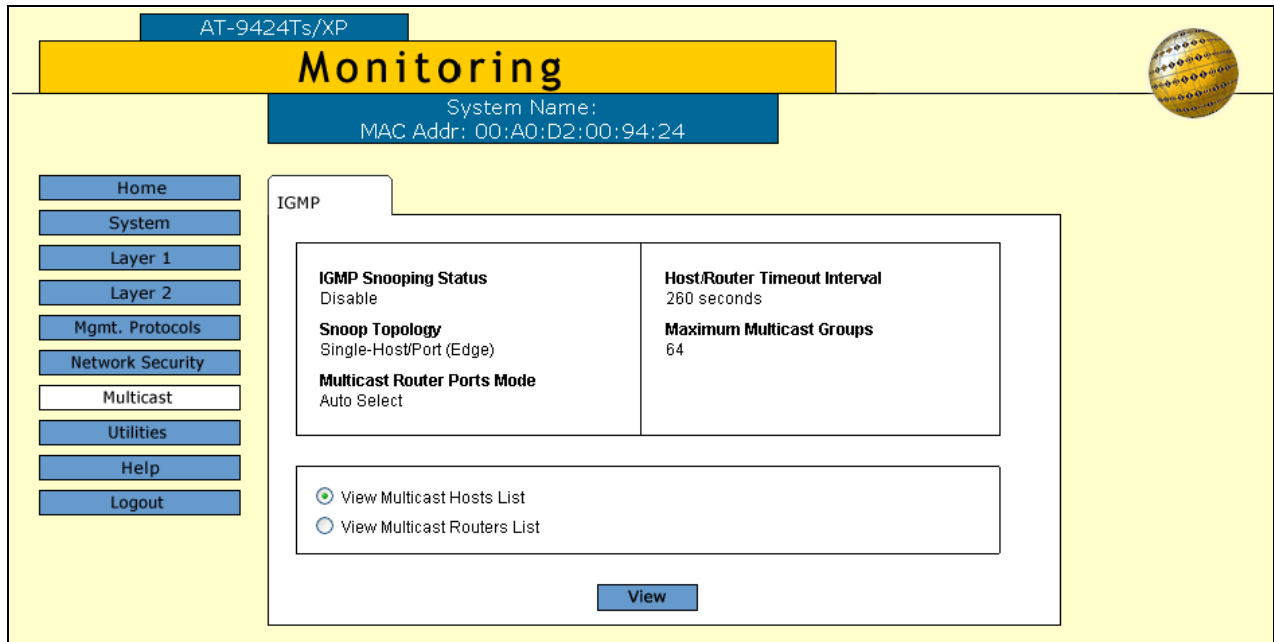 AT-9424Ts/XP
Monitoring
System Name:
MAC Addr: 00:A0:D2:00:94:24
Home
System
Layer 1
Layer 2
Mgmt. Protocols
Network Security
Multicast
Utilities
Help
Logout
IGMP
IGMP Snooping Status
Disable
Snoop Topology
Single-Host/Port (Edge)
Multicast Router Ports Mode
Auto Select
Host/Router Timeout Interval
260 seconds
Maximum Multicast Groups
64
View Multicast Hosts List
View Multicast Routers List
View